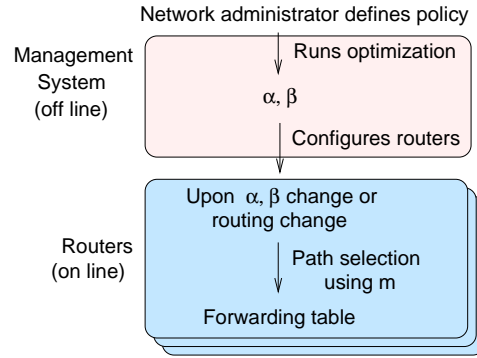 Network administrator defines policy
Management
System
(off line)
Runs optimization
α, β
Configures routers
Routers
(on line)
Upon α, β change or
routing change
Path selection
using m
Forwarding table